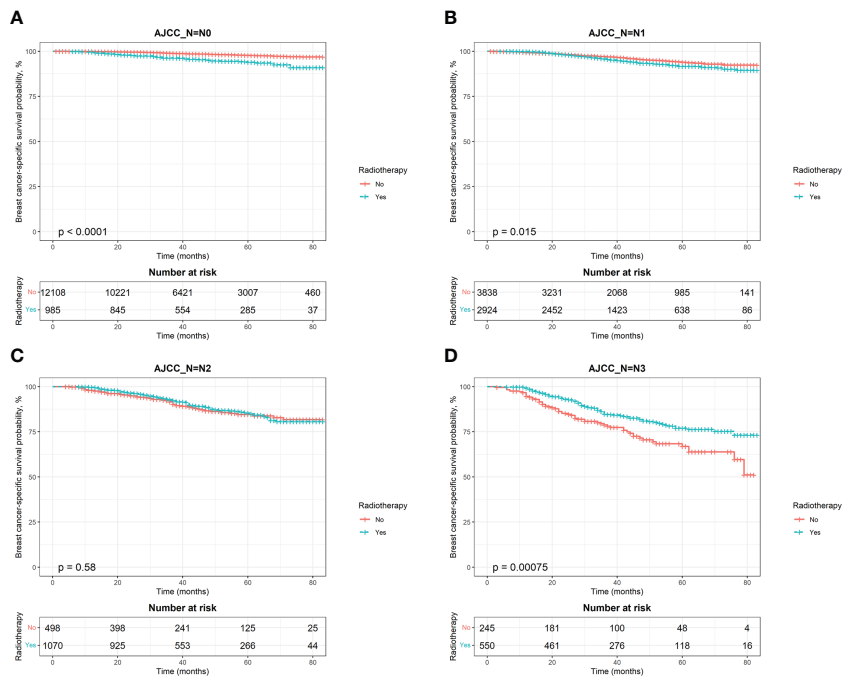 A
AJCC_N=N0
Breast cancer-specific survival probability, %
100
75
50
25
0
p < 0.0001
0 20 40 60 80
Time (months)
Radiotherapy
No
Yes
Number at risk
Radiotherapy
No 12108 10221 6421 3007 460
Yes 985 845 554 285 37
0 20 40 60 80
Time (months)
B
AJCC_N=N1
Breast cancer-specific survival probability, %
100
75
50
25
0
p = 0.015
0 20 40 60 80
Time (months)
Radiotherapy
No
Yes
Number at risk
Radiotherapy
No 3838 3231 2068 985 141
Yes 2924 2452 1423 638 86
0 20 40 60 80
Time (months)
C
AJCC_N=N2
Breast cancer-specific survival probability, %
100
75
50
25
0
p = 0.58
0 20 40 60 80
Time (months)
Radiotherapy
No
Yes
Number at risk
Radiotherapy
No 498 398 241 125 25
Yes 1070 925 553 266 44
0 20 40 60 80
Time (months)
D
AJCC_N=N3
Breast cancer-specific survival probability, %
100
75
50
25
0
p = 0.00075
0 20 40 60 80
Time (months)
Radiotherapy
No
Yes
Number at risk
Radiotherapy
No 245 181 100 48 4
Yes 550 461 276 118 16
0 20 40 60 80
Time (months)